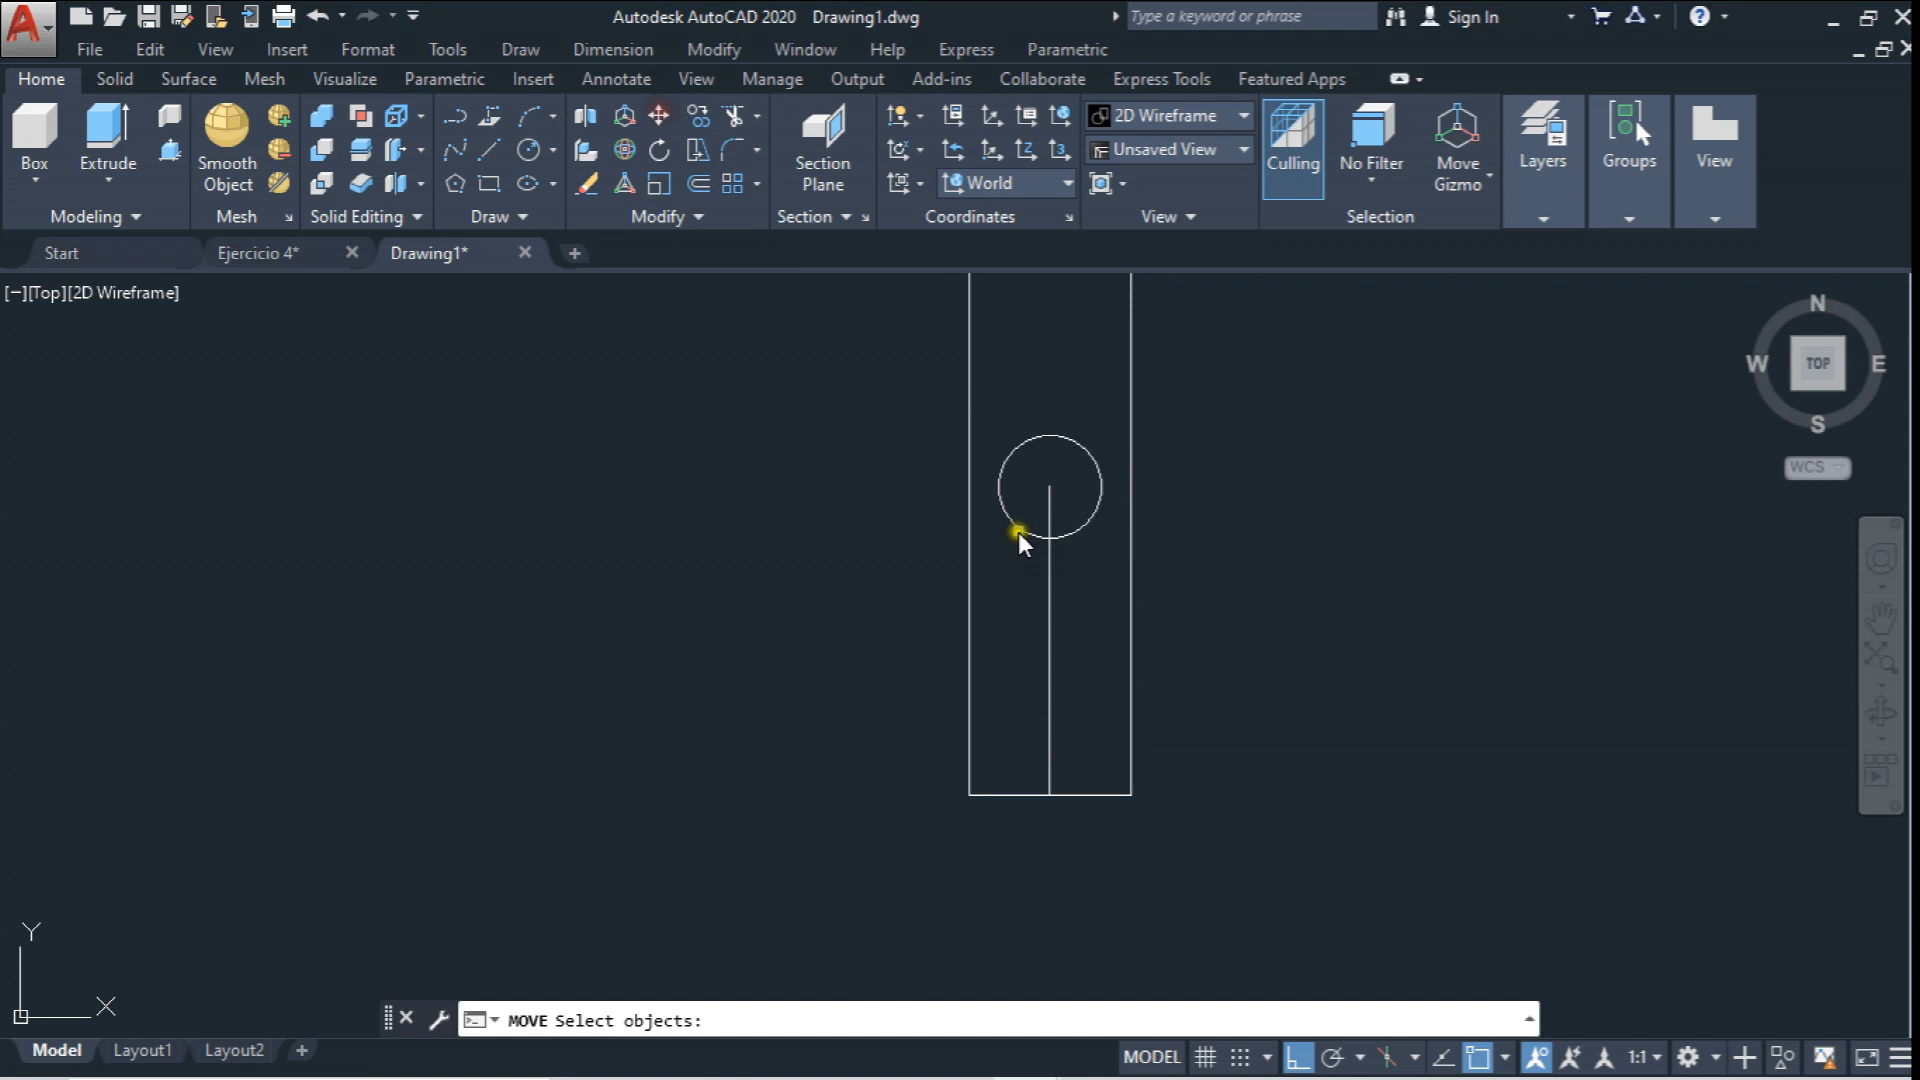 Autodesk AutoCAD 2020 Drawing1.dwg
Type a keyword or phrase
Sign In
File Edit View Insert Format Tools Draw Dimension Modify Window Help Express Parametric
Home Solid Surface Mesh Visualize Parametric Insert Annotate View Manage Output Add-ins Collaborate Express Tools Featured Apps
2D Wireframe
Unsaved View
World
Box
Extrude
Smooth Object
Section Plane
Culling
No Filter
Move Gizmo
Layers
Groups
View
Modeling Mesh Solid Editing Draw Modify Section Coordinates View Selection
Start Ejercicio 4* Drawing1*
[−][Top][2D Wireframe]
N
W TOP E
S
WCS
Y
X
MOVE Select objects:
Model Layout1 Layout2
MODEL 1:1